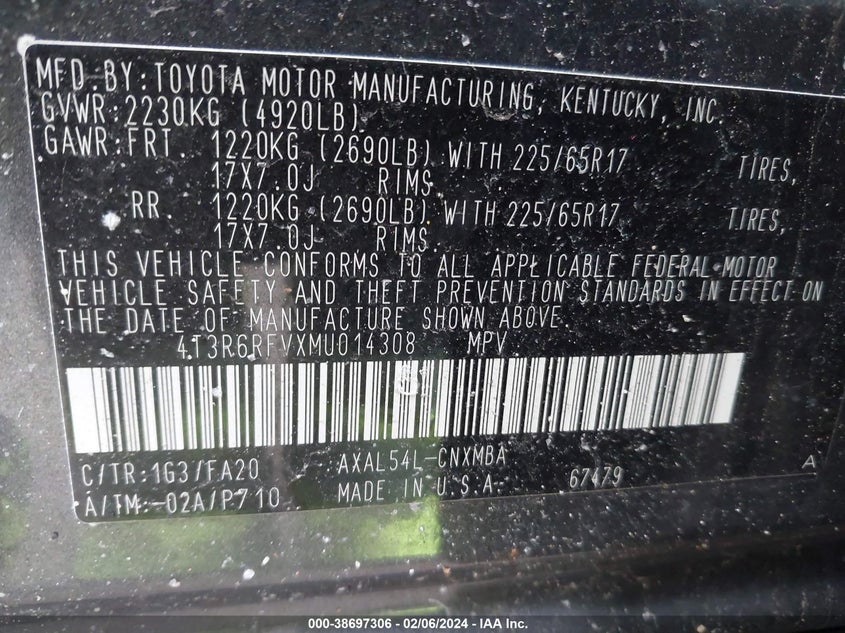 MFD.BY:TOYOTA MOTOR MANUFACTURING, KENTUCKY, INC.
GVWR:2230KG (4920LB)
GAWR:FRT 1220KG (2690LB) WITH 225/65R17 TIRES,
17X7.0J RIMS,
RR. 1220KG (2690LB) WITH 225/65R17 TIRES,
17X7.0J RIMS
THIS VEHICLE CONFORMS TO ALL APPLICABLE FEDERAL MOTOR
VEHICLE SAFETY AND THEFT PREVENTION STANDARDS IN EFFECT ON
THE DATE OF MANUFACTURE SHOWN ABOVE.
4T3R6RFVXMU014308 MPV
C/TR:1G3/FA20 AXAL54L-CNXMBA A
A/TM:-02A/P710 MADE IN U.S.A. 67479
000-38697306 - 02/06/2024 - IAA Inc.